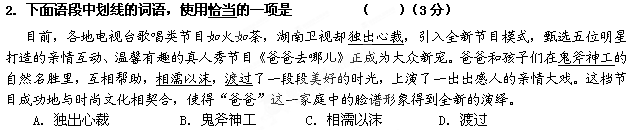 2. 下面语段中划线的词语，使用恰当的一项是 （ ）（3分）
目前，各地电视台歌唱类节目如火如荼，湖南卫视却独出心裁，引入全新节目模式，甄选五位明星
打造的亲情互动、温馨有趣的真人秀节目《爸爸去哪儿》正成为大众新宠。爸爸和孩子们在鬼斧神工的
自然名胜里，互相帮助，相濡以沫，渡过了一段段美好的时光，上演了一出出感人的亲情大戏。这档节
目成功地与时尚文化相契合，使得“爸爸”这一家庭中的脸谱形象得到全新的演绎。
A. 独出心裁 B. 鬼斧神工 C. 相濡以沫 D. 渡过